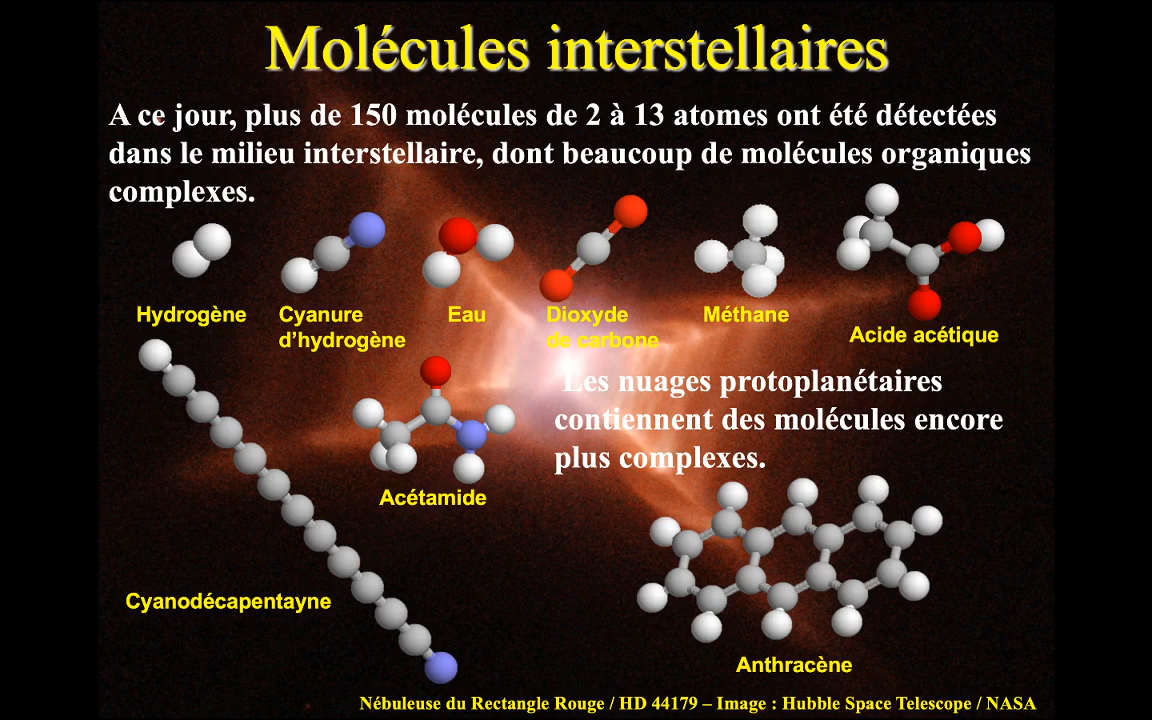 Molécules interstellaires
A ce jour, plus de 150 molécules de 2 à 13 atomes ont été détectées
dans le milieu interstellaire, dont beaucoup de molécules organiques
complexes.
Hydrogène
Cyanure
d’hydrogène
Eau
Dioxyde
de carbone
Méthane
Acide acétique
Les nuages protoplanétaires
contiennent des molécules encore
plus complexes.
Acétamide
Cyanodécapentayne
Anthracène
Nébuleuse du Rectangle Rouge / HD 44179 – Image : Hubble Space Telescope / NASA